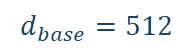 d_base = 512